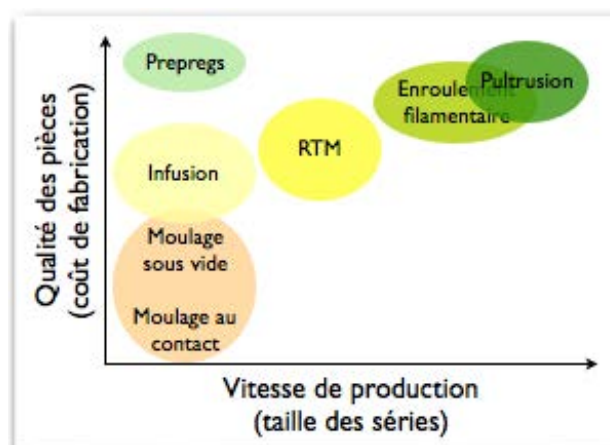 Qualité des pièces
(coût de fabrication)
Prepregs
Infusion
Moulage
sous vide
Moulage au
contact
RTM
Enroulement
filamentaire
Pultrusion
Vitesse de production
(taille des séries)